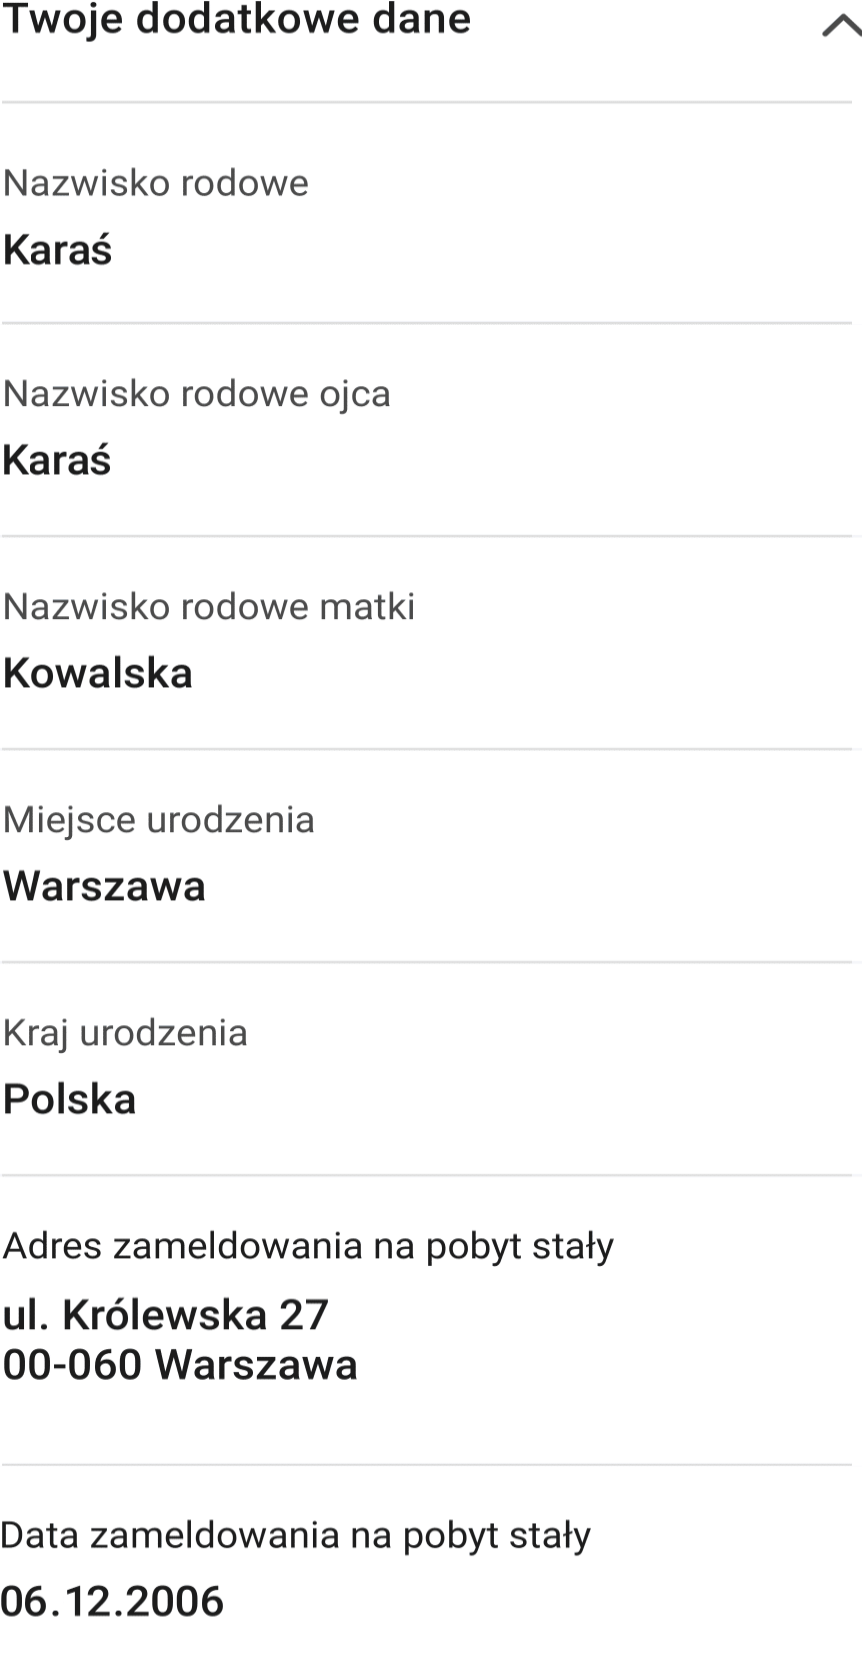 Twoje dodatkowe dane
Nazwisko rodowe
Karaś
Nazwisko rodowe ojca
Karaś
Nazwisko rodowe matki
Kowalska
Miejsce urodzenia
Warszawa
Kraj urodzenia
Polska
Adres zameldowania na pobyt stały
ul. Królewska 27
00-060 Warszawa
Data zameldowania na pobyt stały
06.12.2006